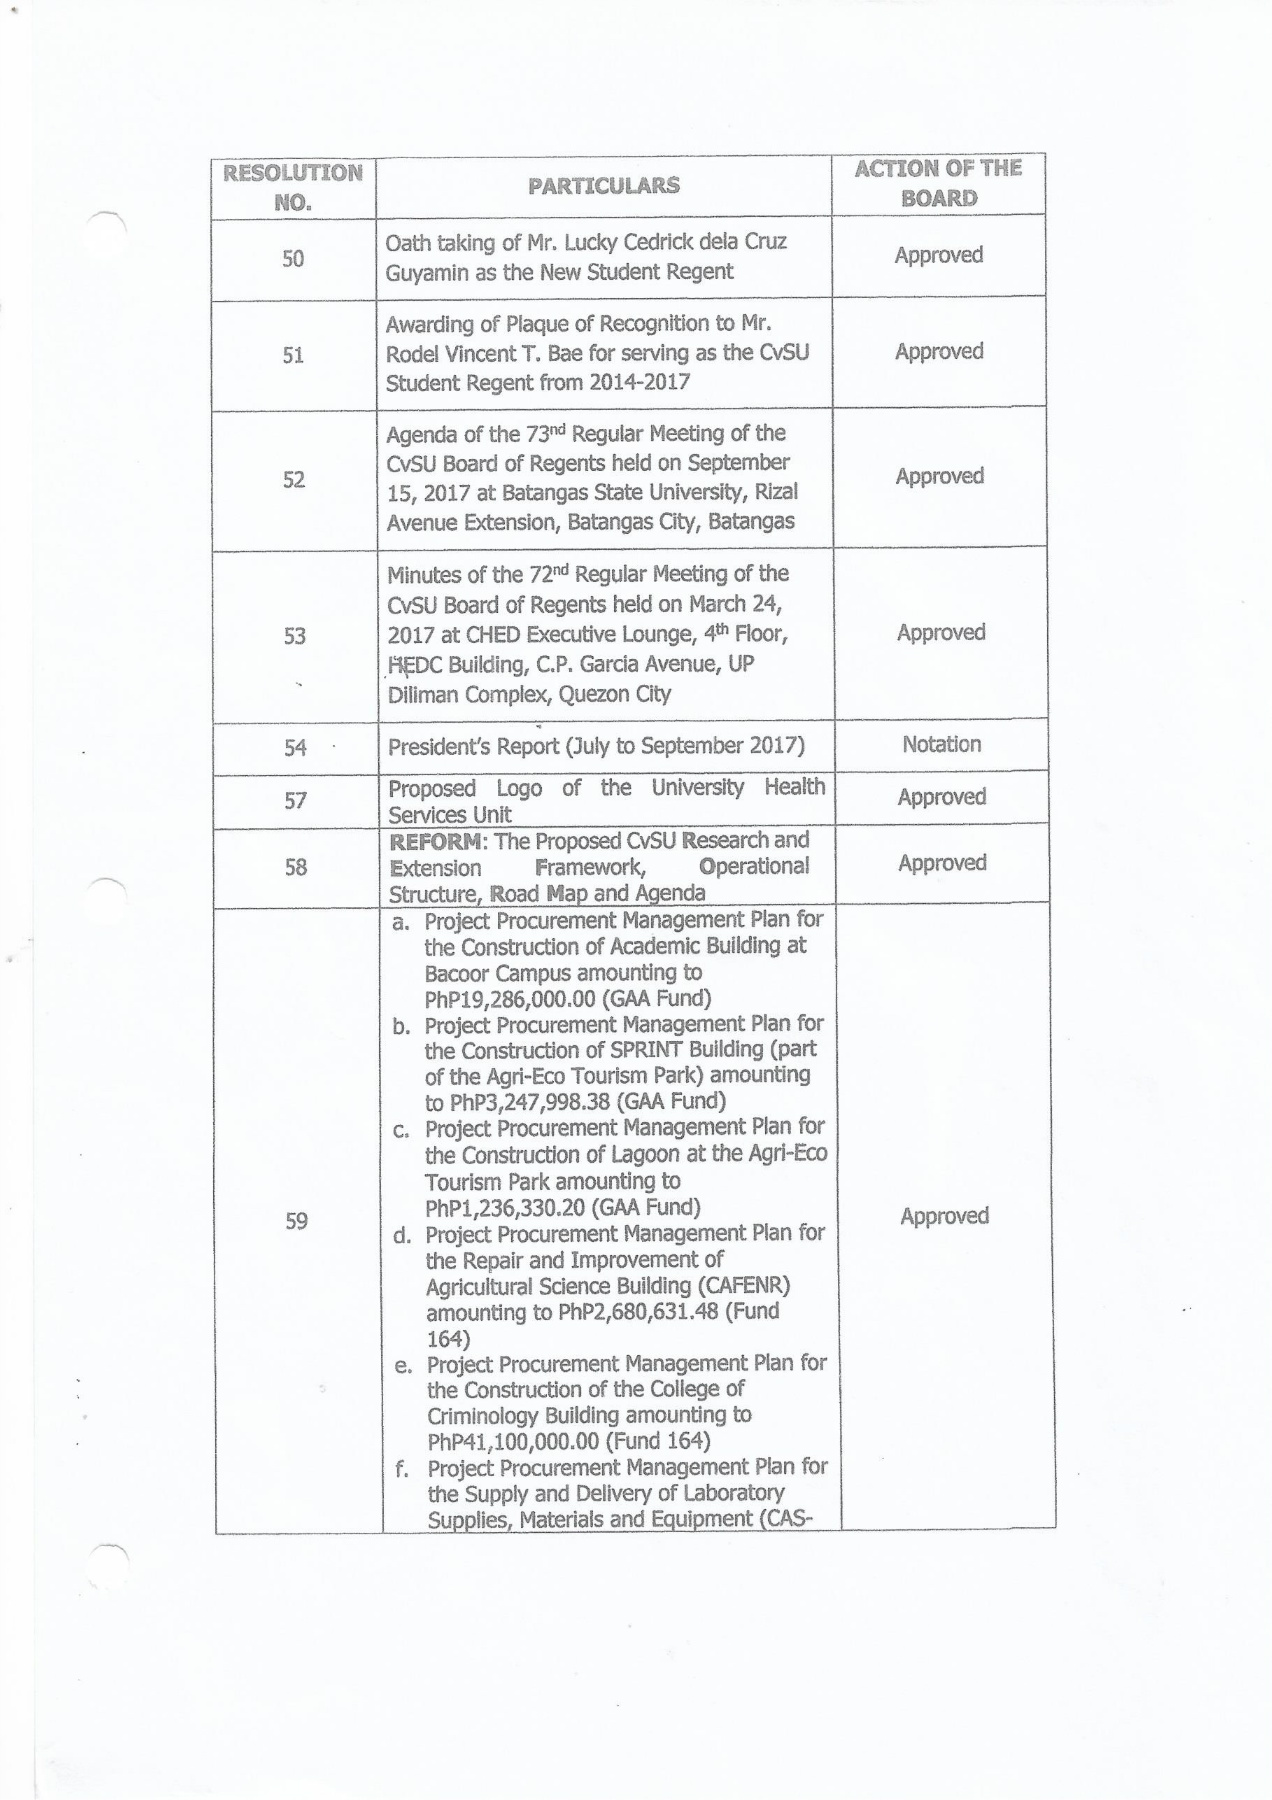 RESOLUTION
NO.
PARTICULARS
ACTION OF THE
BOARD
50
Oath taking of Mr. Lucky Cedrick dela Cruz
Guyamin as the New Student Regent
Approved
51
Awarding of Plaque of Recognition to Mr.
Rodel Vincent T. Bae for serving as the CvSU
Student Regent from 2014-2017
Approved
52
Agenda of the 73nd Regular Meeting of the
CvSU Board of Regents held on September
15, 2017 at Batangas State University, Rizal
Avenue Extension, Batangas City, Batangas
Approved
53
Minutes of the 72nd Regular Meeting of the
CvSU Board of Regents held on March 24,
2017 at CHED Executive Lounge, 4th Floor,
HEDC Building, C.P. Garcia Avenue, UP
Diliman Complex, Quezon City
Approved
54
President's Report (July to September 2017)
Notation
57
Proposed Logo of the University Health
Services Unit
Approved
58
REFORM: The Proposed CvSU Research and
Extension Framework, Operational
Structure, Road Map and Agenda
Approved
59
a. Project Procurement Management Plan for
the Construction of Academic Building at
Bacoor Campus amounting to
PhP19,286,000.00 (GAA Fund)
b. Project Procurement Management Plan for
the Construction of SPRINT Building (part
of the Agri-Eco Tourism Park) amounting
to PhP3,247,998.38 (GAA Fund)
c. Project Procurement Management Plan for
the Construction of Lagoon at the Agri-Eco
Tourism Park amounting to
PhP1,236,330.20 (GAA Fund)
d. Project Procurement Management Plan for
the Repair and Improvement of
Agricultural Science Building (CAFENR)
amounting to PhP2,680,631.48 (Fund
164)
e. Project Procurement Management Plan for
the Construction of the College of
Criminology Building amounting to
PhP41,100,000.00 (Fund 164)
f. Project Procurement Management Plan for
the Supply and Delivery of Laboratory
Supplies, Materials and Equipment (CAS-
Approved